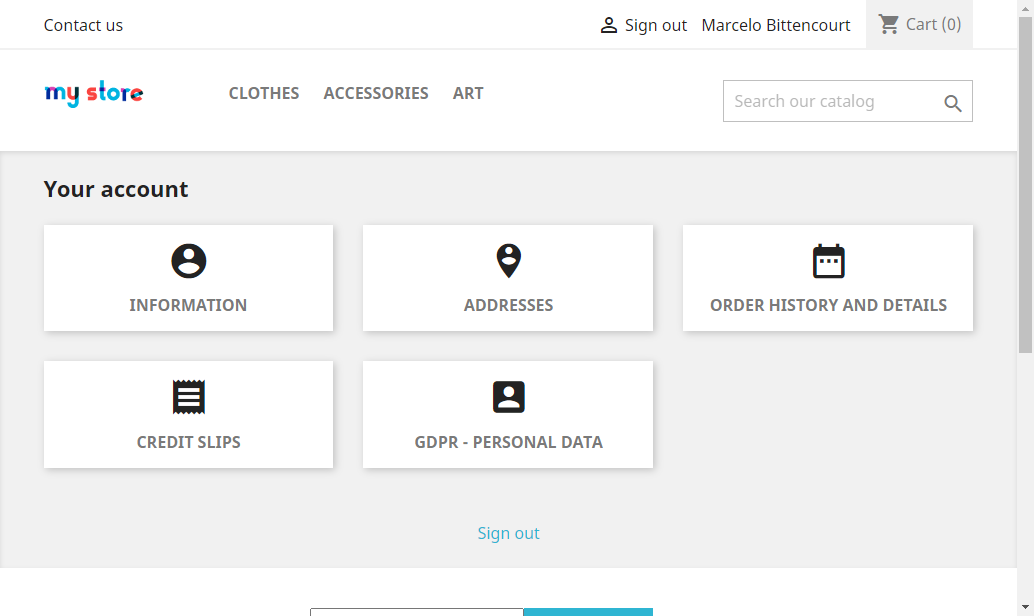 Contact us
Sign out
Marcelo Bittencourt
Cart (0)
my store
CLOTHES
ACCESSORIES
ART
Search our catalog
Your account
INFORMATION
ADDRESSES
ORDER HISTORY AND DETAILS
CREDIT SLIPS
GDPR - PERSONAL DATA
Sign out